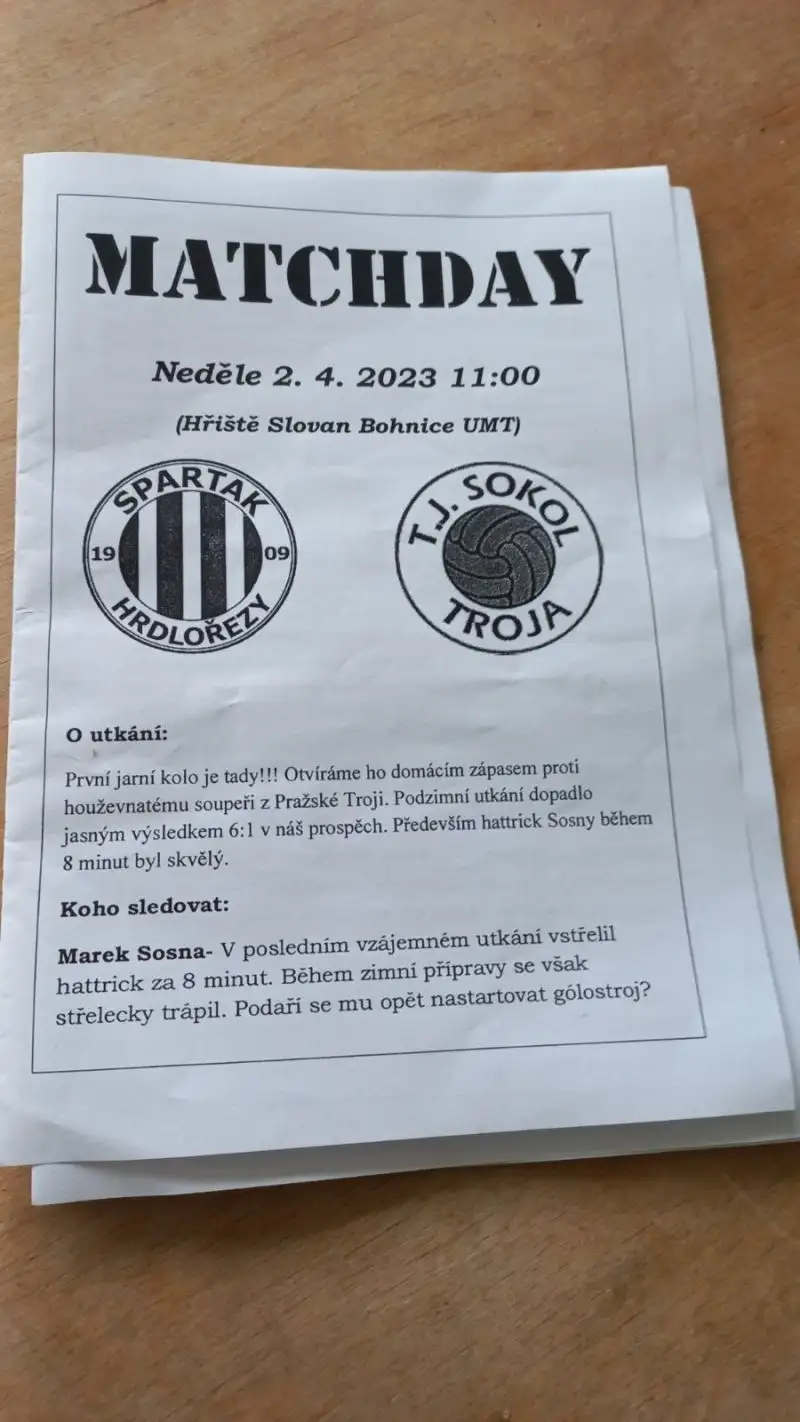 MATCHDAY
Neděle 2. 4. 2023 11:00
(Hřiště Slovan Bohnice UMT)
SPARTAK
19 09
HRDLOŘEZY
T.J. SOKOL
TROJA
O utkání:
První jarní kolo je tady!!! Otvíráme ho domácím zápasem proti
houževnatému soupeři z Pražské Troji. Podzimní utkání dopadlo
jasným výsledkem 6:1 v náš prospěch. Především hattrick Sosny během
8 minut byl skvělý.
Koho sledovat:
Marek Sosna- V posledním vzájemném utkání vstřelil
hattrick za 8 minut. Během zimní přípravy se však
střelecky trápil. Podaří se mu opět nastartovat gólostroj?